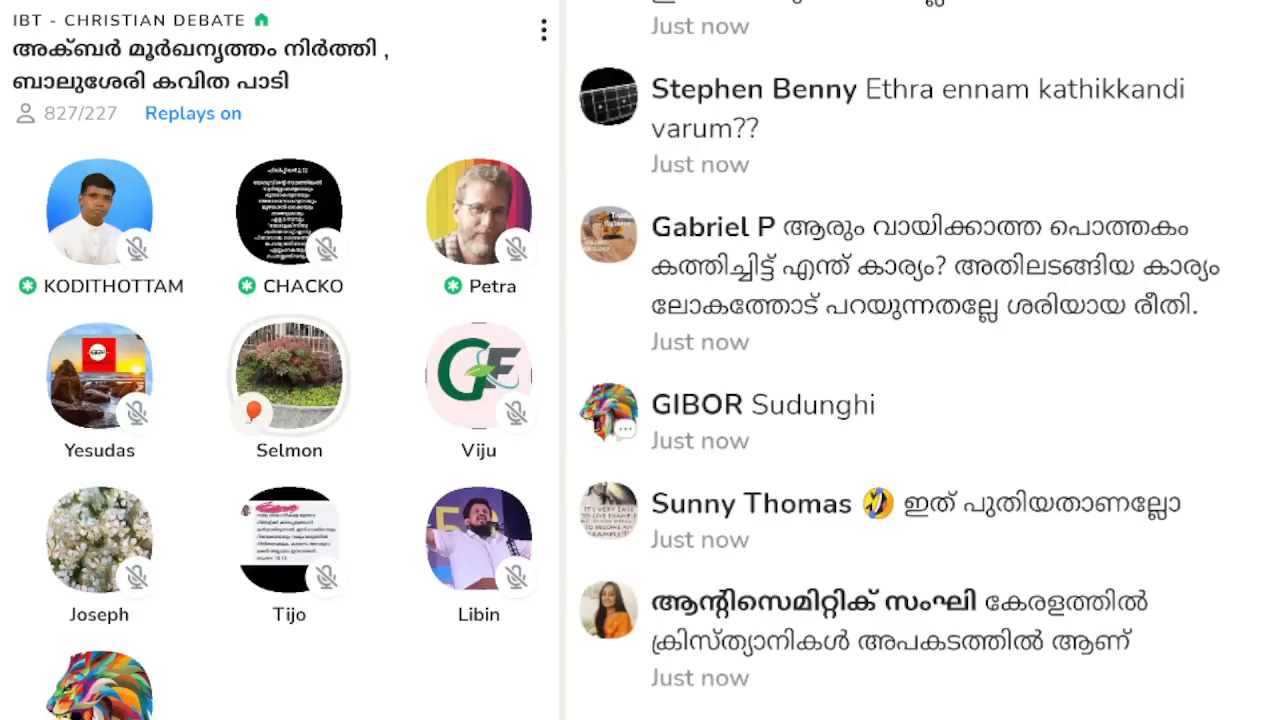 IBT - CHRISTIAN DEBATE
അക്ബർ മൂർഖനൃത്തം നിർത്തി ,
ബാലുശേരി കവിത പാടി
827/227 Replays on
KODITHOTTAM CHACKO Petra
Yesudas Selmon Viju
GF
Joseph Tijo Libin
Just now
Stephen Benny Ethra ennam kathikkandi
varum??
Just now
Gabriel P ആരും വായിക്കാത്ത പൊത്തകം
കത്തിച്ചിട്ട് എന്ത് കാര്യം? അതിലടങ്ങിയ കാര്യം
ലോകത്തോട് പറയുന്നതല്ലേ ശരിയായ രീതി.
Just now
GIBOR Sudunghi
Just now
Sunny Thomas 🤣 ഇത് പുതിയതാണല്ലോ
Just now
ആന്റിസെമിറ്റിക് സംഘി കേരളത്തിൽ
ക്രിസ്ത്യാനികൾ അപകടത്തിൽ ആണ്
Just now